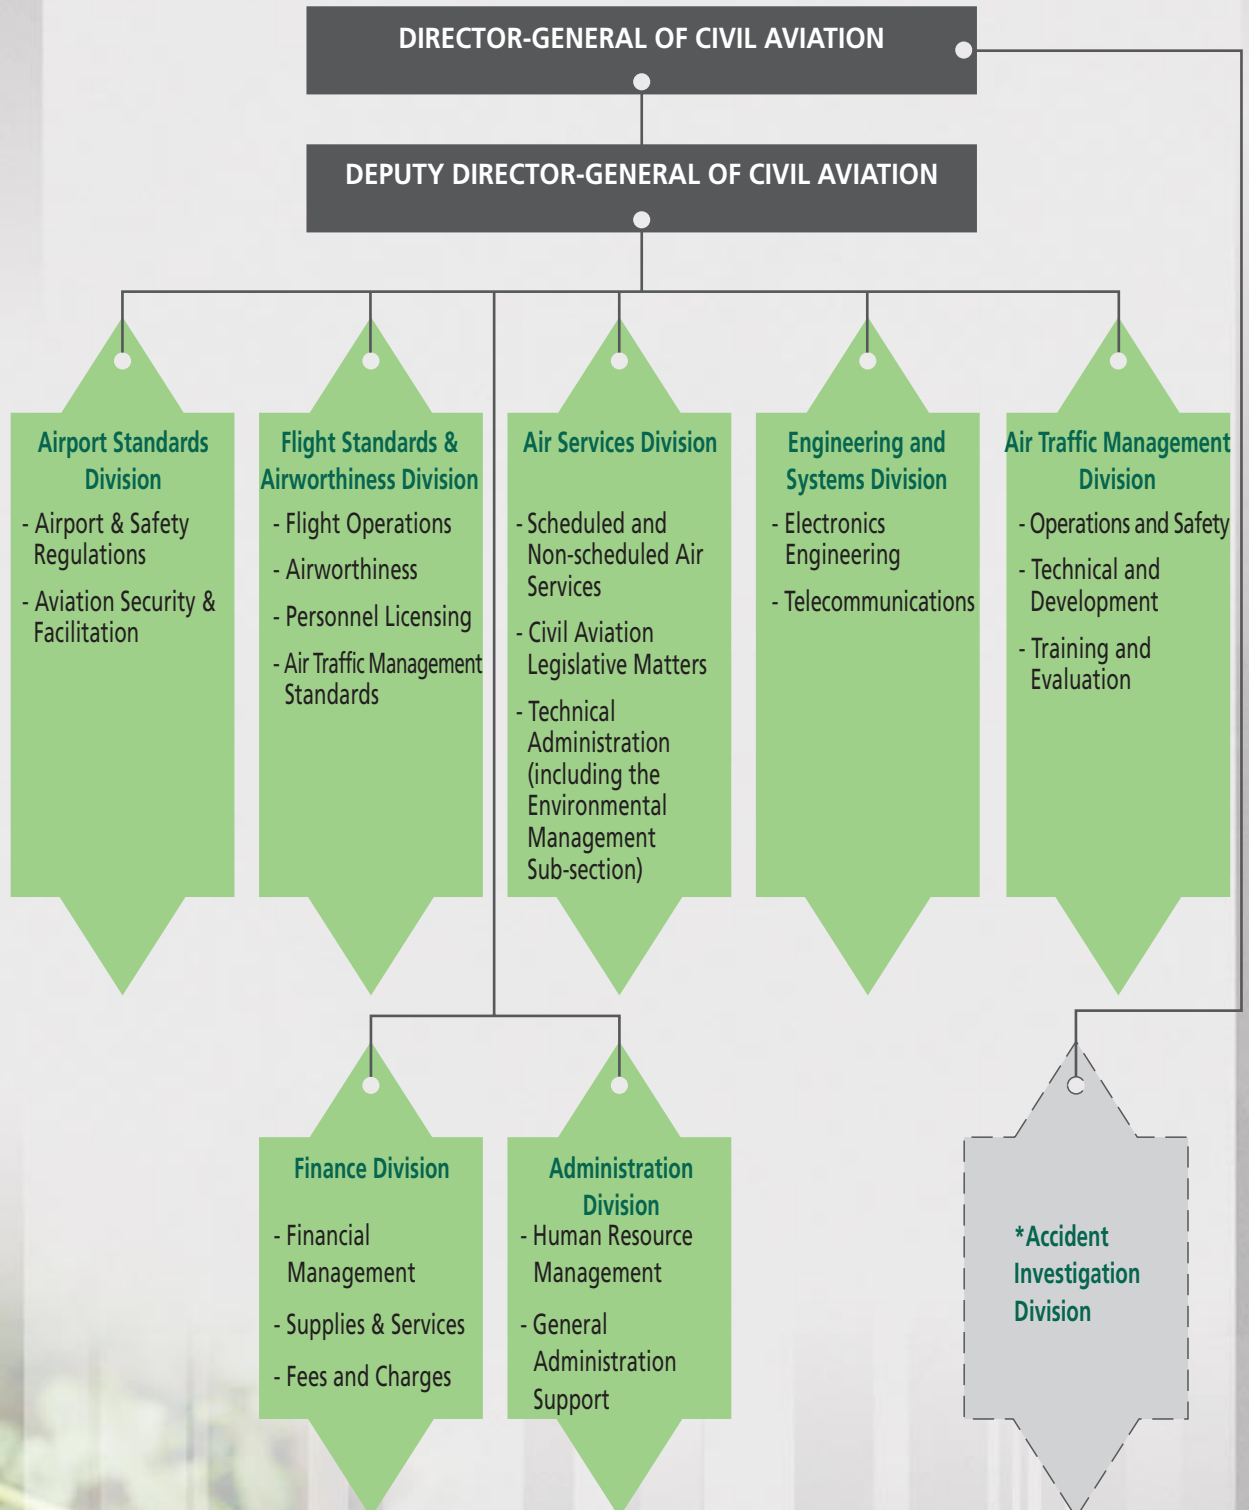 DIRECTOR-GENERAL OF CIVIL AVIATION
DEPUTY DIRECTOR-GENERAL OF CIVIL AVIATION
Airport Standards
Division
- Airport & Safety
Regulations
- Aviation Security &
Facilitation
Flight Standards &
Airworthiness Division
- Flight Operations
- Airworthiness
- Personnel Licensing
- Air Traffic Management
Standards
Air Services Division
- Scheduled and
Non-scheduled Air
Services
- Civil Aviation
Legislative Matters
- Technical
Administration
(including the
Environmental
Management
Sub-section)
Engineering and
Systems Division
- Electronics
Engineering
- Telecommunications
Air Traffic Management
Division
- Operations and Safety
- Technical and
Development
- Training and
Evaluation
Finance Division
- Financial
Management
- Supplies & Services
- Fees and Charges
Administration
Division
- Human Resource
Management
- General
Administration
Support
*Accident
Investigation
Division